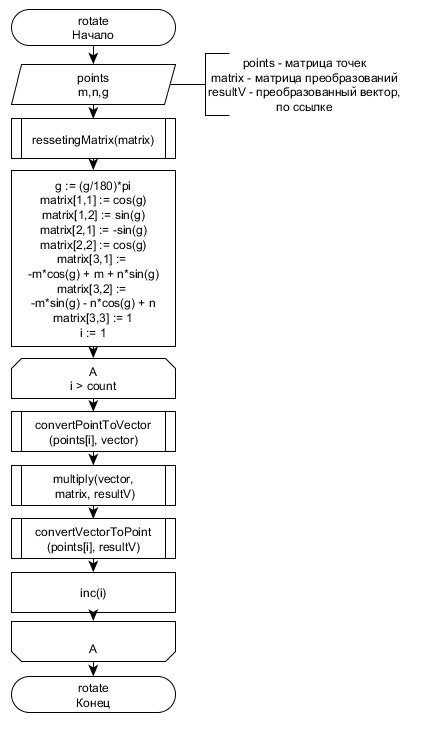 rotate
Начало
points
m,n,g
points - матрица точек
matrix - матрица преобразований
resultV - преобразованный вектор,
по ссылке
ressetingMatrix(matrix)
g := (g/180)*pi
matrix[1,1] := cos(g)
matrix[1,2] := sin(g)
matrix[2,1] := -sin(g)
matrix[2,2] := cos(g)
matrix[3,1] :=
-m*cos(g) + m + n*sin(g)
matrix[3,2] :=
-m*sin(g) - n*cos(g) + n
matrix[3,3] := 1
i := 1
A
i > count
convertPointToVector
(points[i], vector)
multiply(vector,
matrix, resultV)
convertVectorToPoint
(points[i], resultV)
inc(i)
A
rotate
Конец